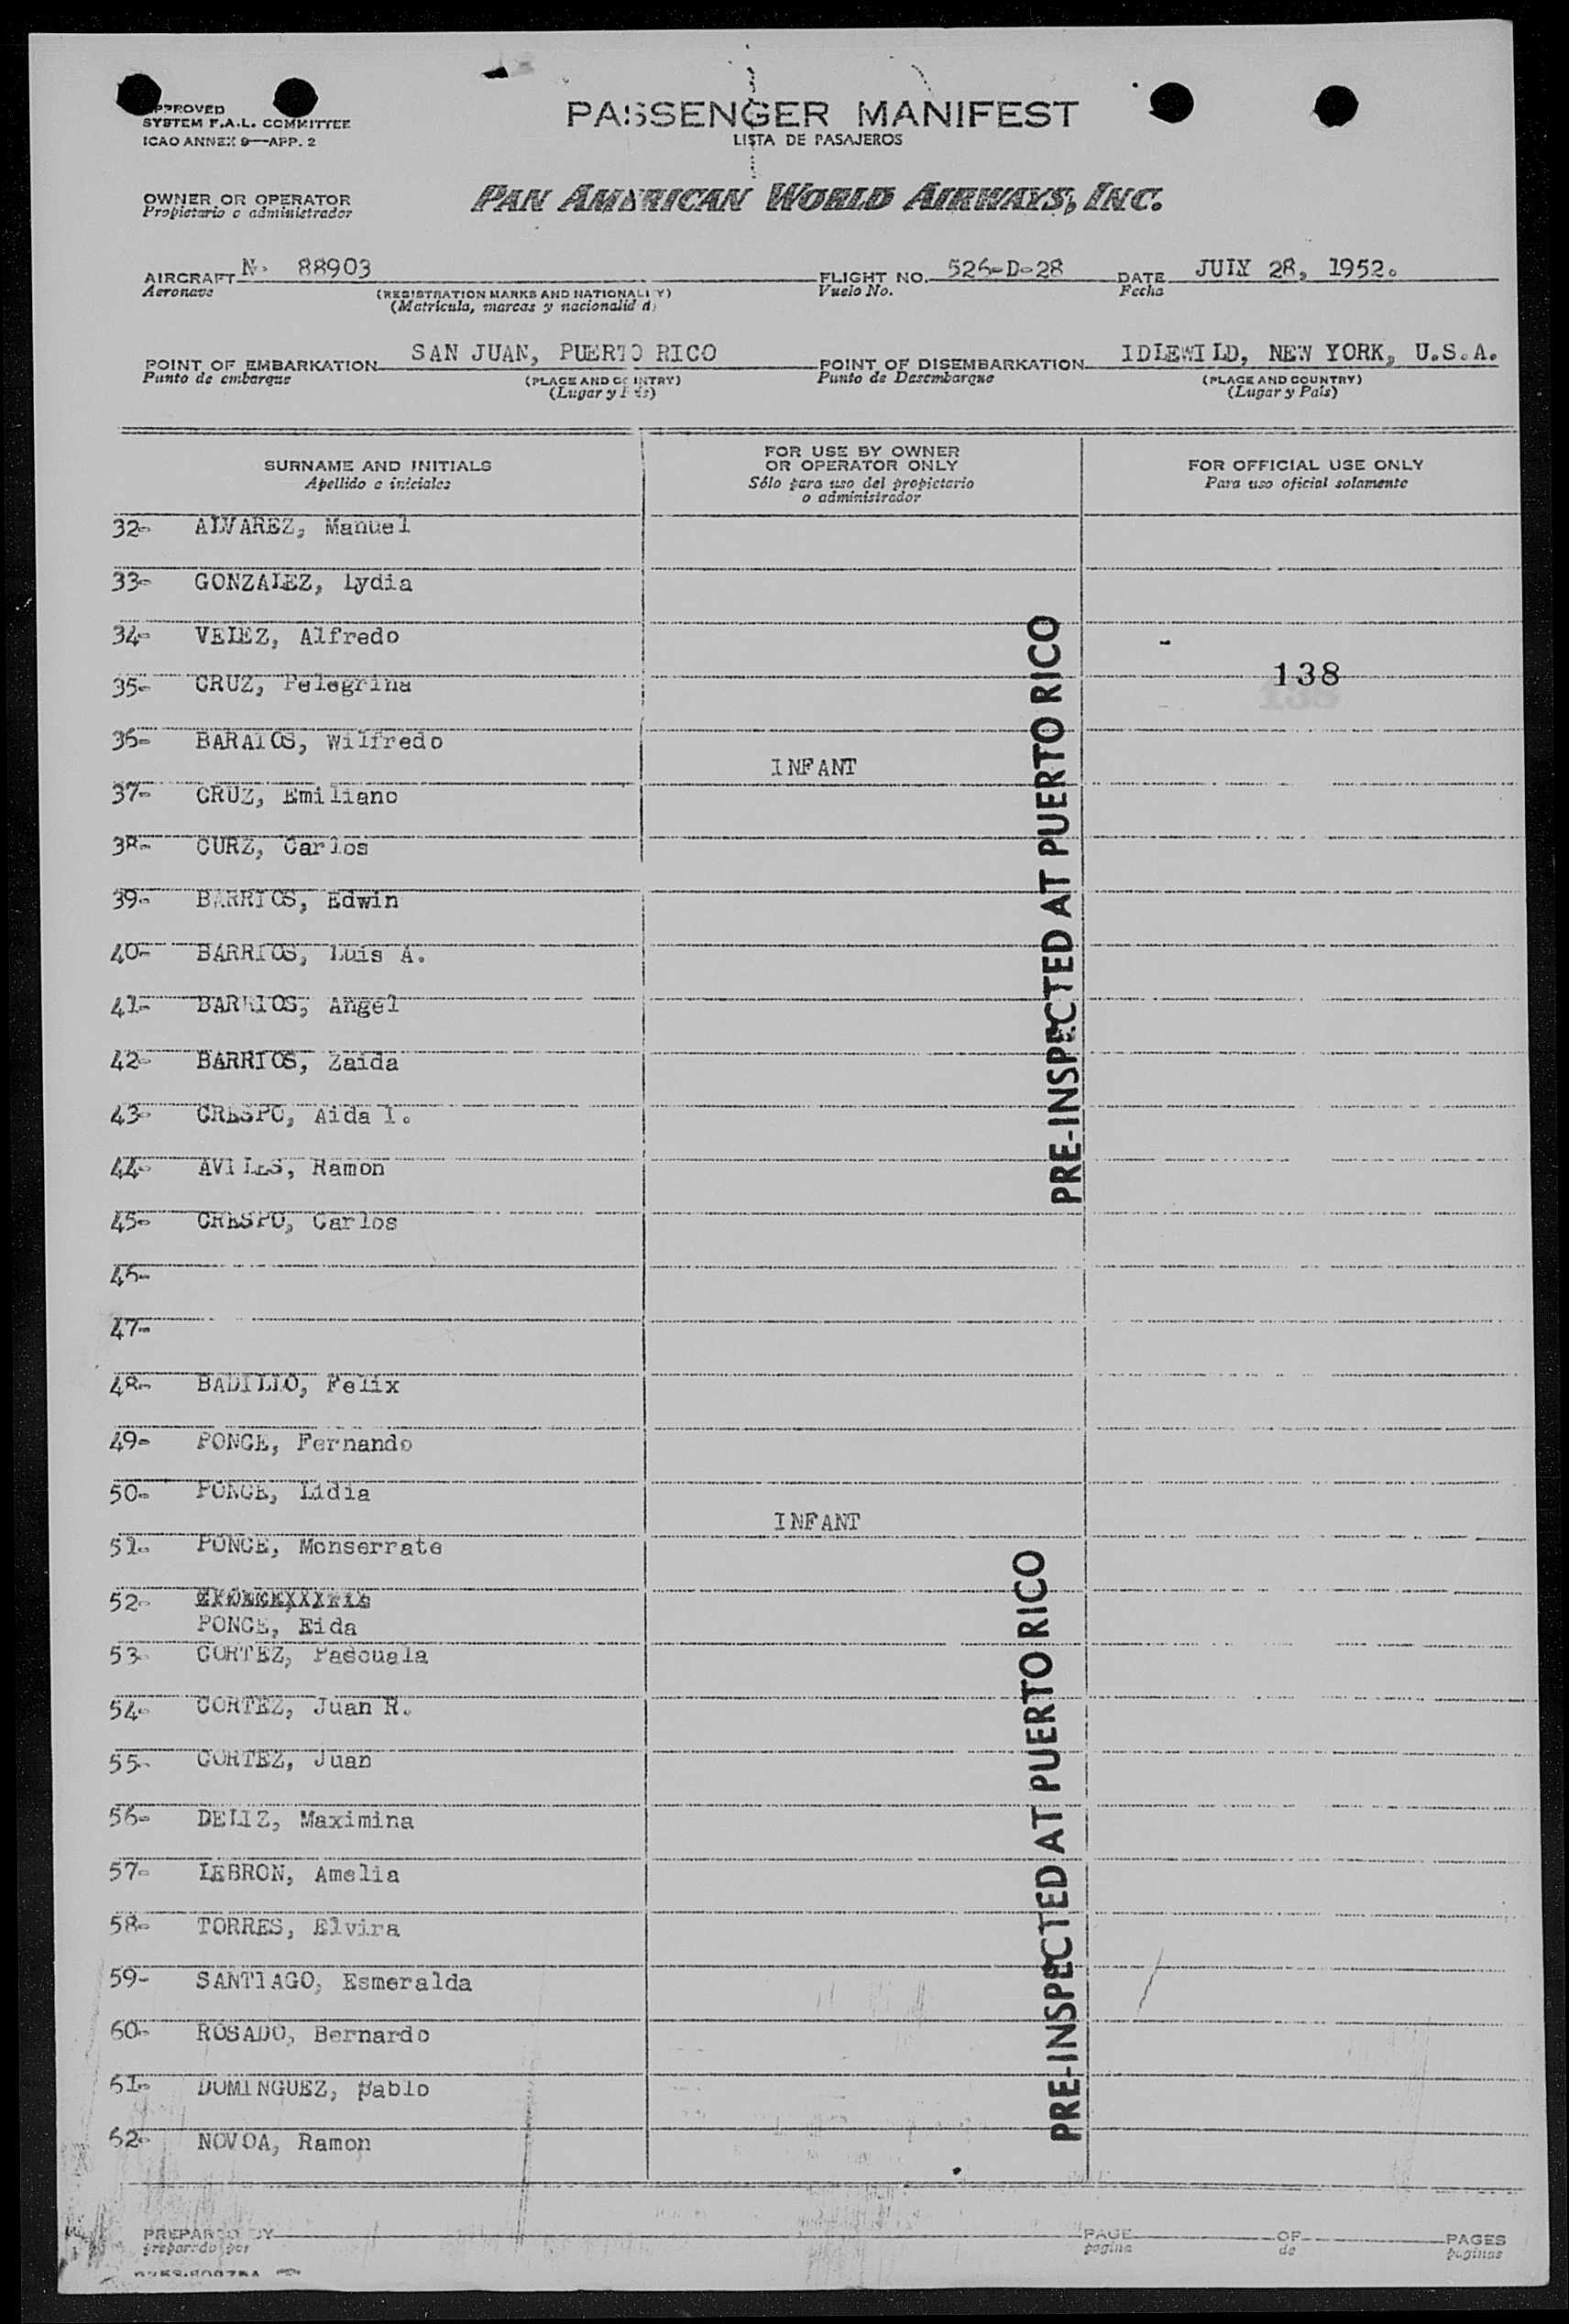 APPROVED
SYSTEM F.A.L. COMMITTEE
ICAO ANNEX 9—APP. 2
PASSENGER MANIFEST
LISTA DE PASAJEROS
OWNER OR OPERATOR
Propietario o administrador
PAN AMERICAN WORLD AIRWAYS, INC.
AIRCRAFT N. 88903 FLIGHT NO. 526-D-28 DATE JULY 28, 1952.
Aeronave (REGISTRATION MARKS AND NATIONALITY) Vuelo No. Fecha
(Matricula, marcas y nacionalidad)
POINT OF EMBARKATION SAN JUAN, PUERTO RICO POINT OF DISEMBARKATION IDLEWILD, NEW YORK, U.S.A.
Punto de embarque (PLACE AND COUNTRY) Punto de Desembarque (PLACE AND COUNTRY)
(Lugar y País) (Lugar y País)
SURNAME AND INITIALS FOR USE BY OWNER OR OPERATOR ONLY FOR OFFICIAL USE ONLY
Apellido e iniciales Sólo para uso del propietario o administrador Para uso oficial solamente
32- ALVAREZ, Manuel
33- GONZALEZ, Lydia
34- VELEZ, Alfredo
35- CRUZ, Pelegrina 138
36- BARAIOS, Wilfredo
INFANT
37- CRUZ, Emiliano
38- CURZ, Carlos
39- BARRIOS, Edwin
40- BARRIOS, Luis A.
41- BARRIOS, Angel
42- BARRIOS, Zaida
43- CRESPO, Aida I.
44- AVILES, Ramon
45- CRESPO, Carlos
46-
47-
48- BADILLO, Felix
49- PONCE, Fernando
50- PONCE, Lidia
INFANT
51- PONCE, Monserrate
52-
PONCE, Eida
53- CORTEZ, Pascuala
54- CORTEZ, Juan R.
55- CORTEZ, Juan
56- DELIZ, Maximina
57- LEBRON, Amelia
58- TORRES, Elvira
59- SANTIAGO, Esmeralda
60- ROSADO, Bernardo
61- DOMINGUEZ, Pablo
62- NOVOA, Ramon
PRE-INSPECTED AT PUERTO RICO
PRE-INSPECTED AT PUERTO RICO
PREPARED BY PAGE OF PAGES
preparado por pagina de paginas